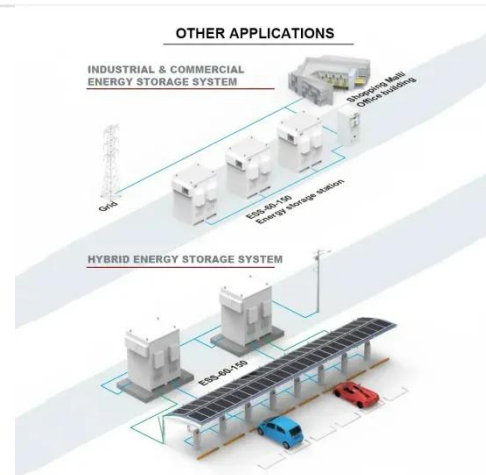 OTHER APPLICATIONS
INDUSTRIAL & COMMERCIAL
ENERGY STORAGE SYSTEM
Shopping Mall/
Office building
Grid
ESS-60-150
Energy storage station
HYBRID ENERGY STORAGE SYSTEM
ESS-60-150